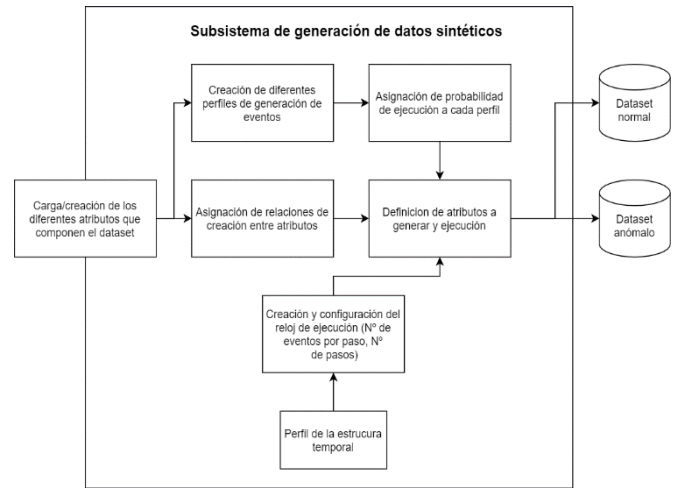 Subsistema de generación de datos sintéticos
Creación de diferentes
perfiles de generación de
eventos
Asignación de probabilidad
de ejecución a cada perfil
Dataset
normal
Carga/creación de los
diferentes atributos que
componen el dataset
Asignación de relaciones de
creación entre atributos
Definicion de atributos a
generar y ejecución
Dataset
anómalo
Creación y configuración del
reloj de ejecución (Nº de
eventos por paso, Nº
de pasos)
Perfil de la estrucura
temporal